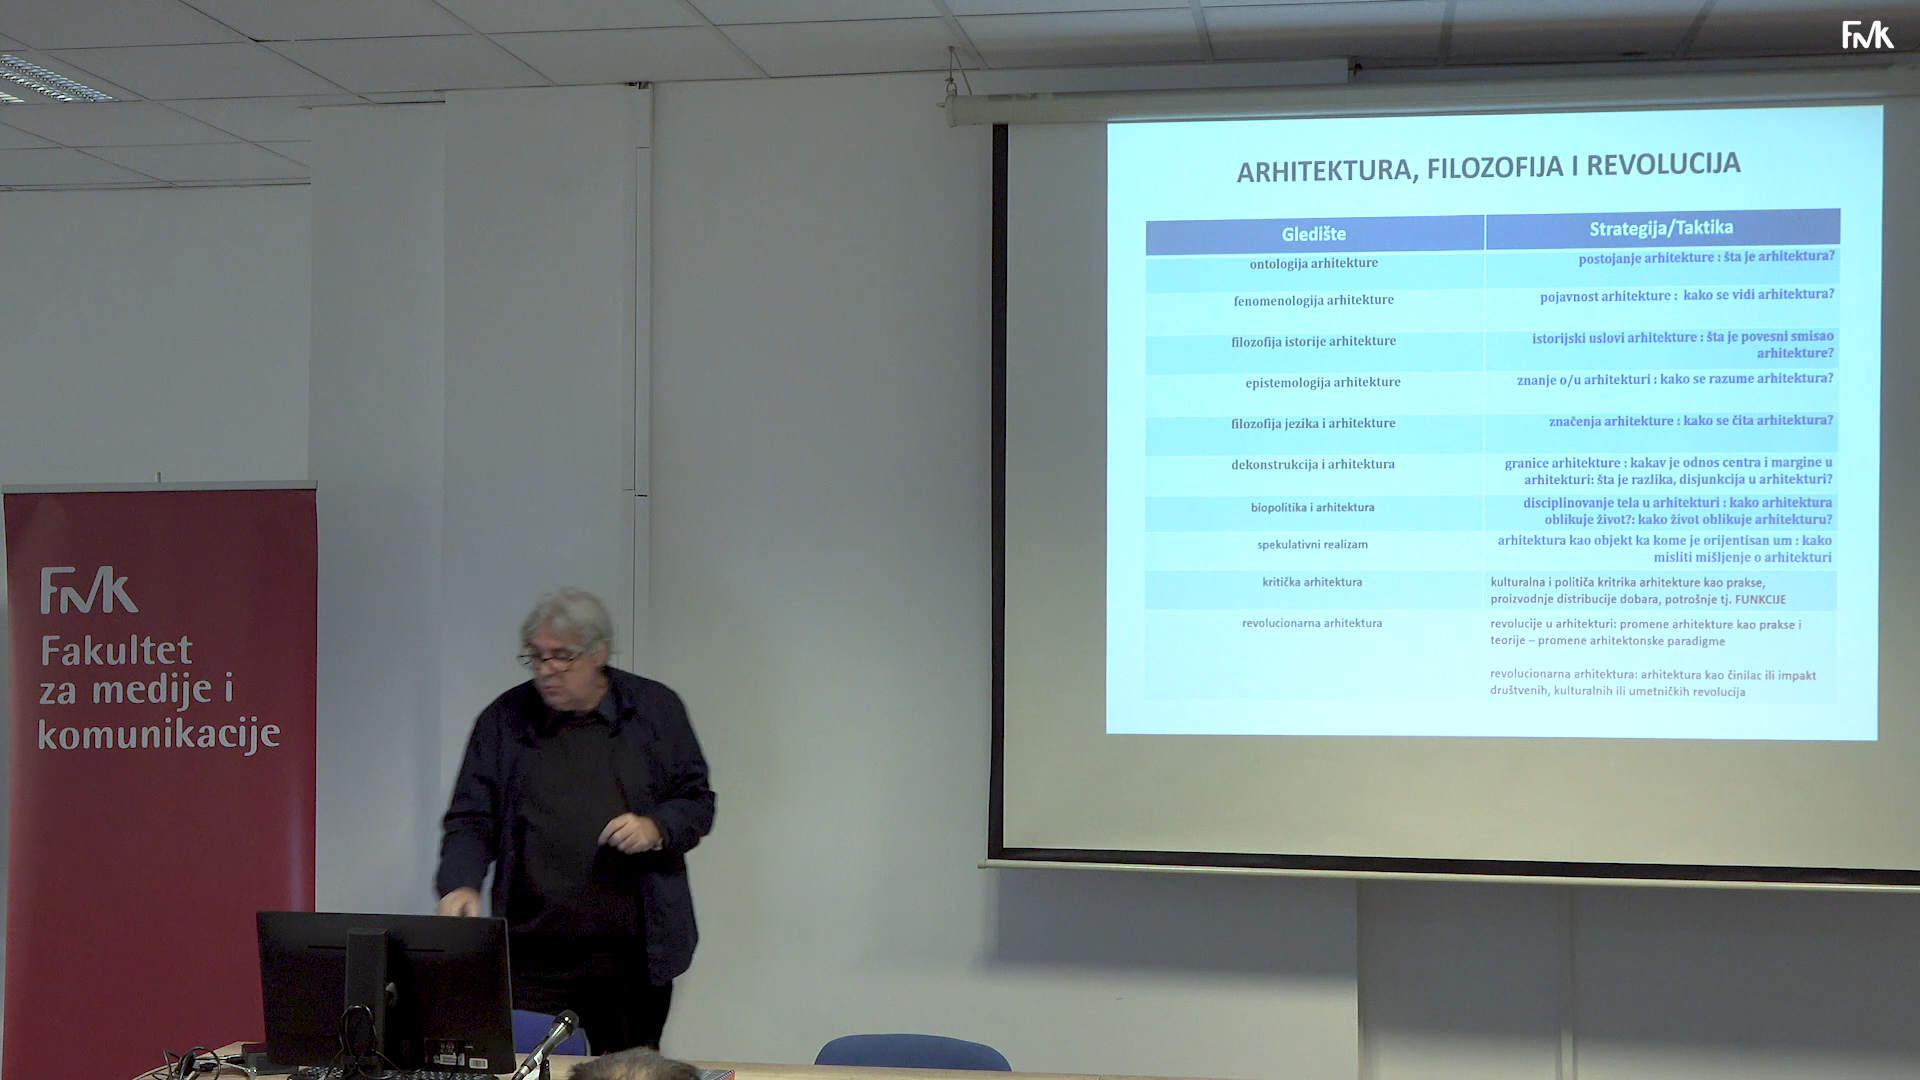 FMK
ARHITEKTURA, FILOZOFIJA I REVOLUCIJA
Gledište
Strategija/Taktika
ontologija arhitekture
postojanje arhitekture : šta je arhitektura?
fenomenologija arhitekture
pojavnost arhitekture : kako se vidi arhitektura?
filozofija istorije arhitekture
istorijski uslovi arhitekture : šta je povesni smisao
arhitekture?
epistemologija arhitekture
znanje o/u arhitekturi : kako se razume arhitektura?
filozofija jezika i arhitekture
značenja arhitekture : kako se čita arhitektura?
dekonstrukcija i arhitektura
granice arhitekture : kakav je odnos centra i margine u
arhitekturi: šta je razlika, disjunkcija u arhitekturi?
biopolitika i arhitektura
disciplinovanje tela u arhitekturi : kako arhitektura
oblikuje život?: kako život oblikuje arhitekturu?
spekulativni realizam
arhitektura kao objekt ka kome je orijentisan um : kako
misliti mišljenje o arhitekturi
kritička arhitektura
kulturalna i političa kritrika arhitekture kao prakse,
proizvodnje distribucije dobara, potrošnje tj. FUNKCIJE
revolucionarna arhitektura
revolucije u arhitekturi: promene arhitekture kao prakse i
teorije – promene arhitektonske paradigme
revolucionarna arhitektura: arhitektura kao činilac ili impakt
društvenih, kulturalnih ili umetničkih revolucija
FMK
Fakultet
za medije i
komunikacije